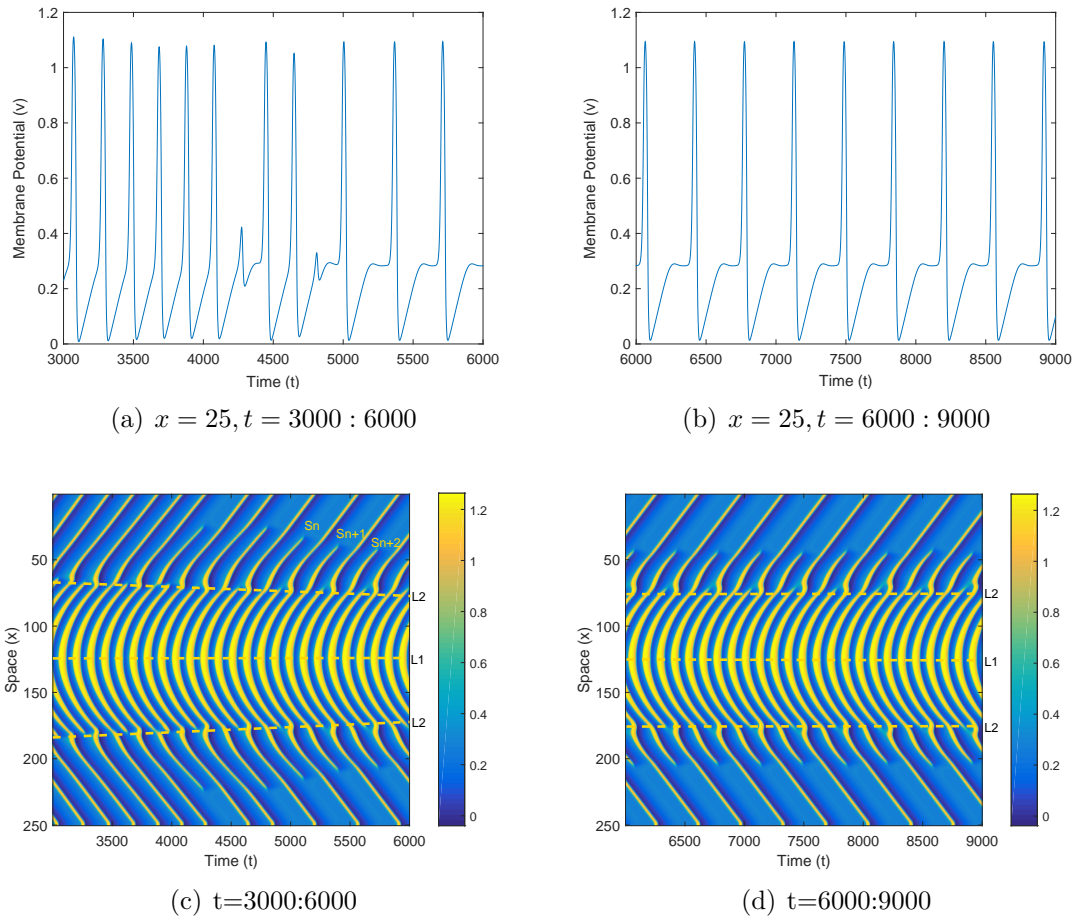 1.2
1
0.8
0.6
0.4
0.2
0
Membrane Potential (v)
3000 3500 4000 4500 5000 5500 6000
Time (t)
(a) x = 25, t = 3000 : 6000
1.2
1
0.8
0.6
0.4
0.2
0
Membrane Potential (v)
6000 6500 7000 7500 8000 8500 9000
Time (t)
(b) x = 25, t = 6000 : 9000
Sn
Sn+1
Sn+2
L2
L1
L2
50
100
150
200
250
Space (x)
3500 4000 4500 5000 5500 6000
Time (t)
1.2
1
0.8
0.6
0.4
0.2
0
(c) t=3000:6000
L2
L1
L2
50
100
150
200
250
Space (x)
6500 7000 7500 8000 8500 9000
Time (t)
1.2
1
0.8
0.6
0.4
0.2
0
(d) t=6000:9000